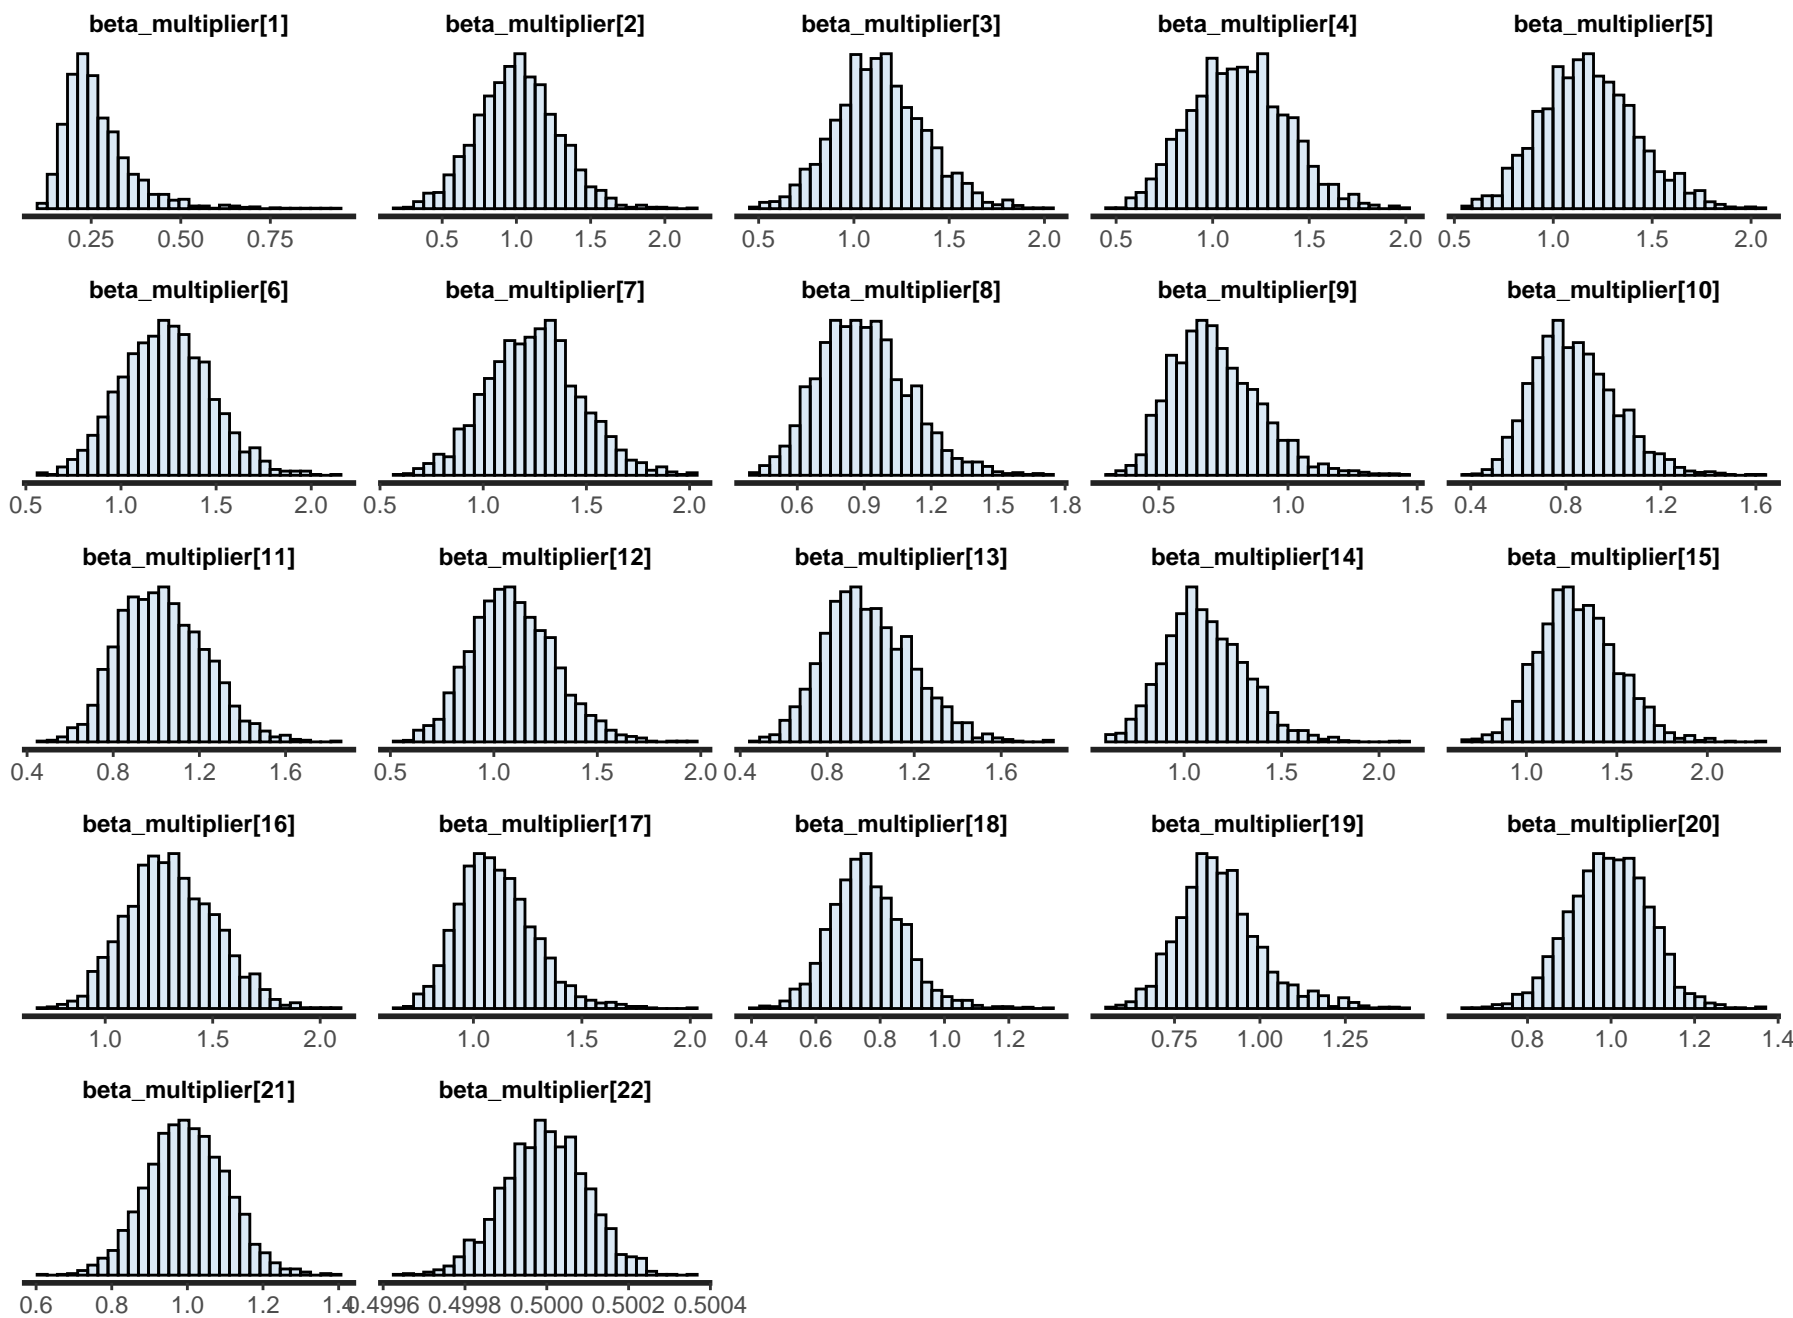 beta_multiplier[1] beta_multiplier[2] beta_multiplier[3] beta_multiplier[4] beta_multiplier[5]
0.25 0.50 0.75 0.5 1.0 1.5 2.0 0.5 1.0 1.5 2.0 0.5 1.0 1.5 2.0 0.5 1.0 1.5 2.0
beta_multiplier[6] beta_multiplier[7] beta_multiplier[8] beta_multiplier[9] beta_multiplier[10]
0.5 1.0 1.5 2.0 0.5 1.0 1.5 2.0 0.6 0.9 1.2 1.5 1.8 0.5 1.0 1.5 0.4 0.8 1.2 1.6
beta_multiplier[11] beta_multiplier[12] beta_multiplier[13] beta_multiplier[14] beta_multiplier[15]
0.4 0.8 1.2 1.6 0.5 1.0 1.5 2.0 0.4 0.8 1.2 1.6 1.0 1.5 2.0 1.0 1.5 2.0
beta_multiplier[16] beta_multiplier[17] beta_multiplier[18] beta_multiplier[19] beta_multiplier[20]
1.0 1.5 2.0 1.0 1.5 2.0 0.4 0.6 0.8 1.0 1.2 0.75 1.00 1.25 0.8 1.0 1.2 1.4
beta_multiplier[21] beta_multiplier[22]
0.6 0.8 1.0 1.2 1.4 0.4996 0.4998 0.5000 0.5002 0.5004